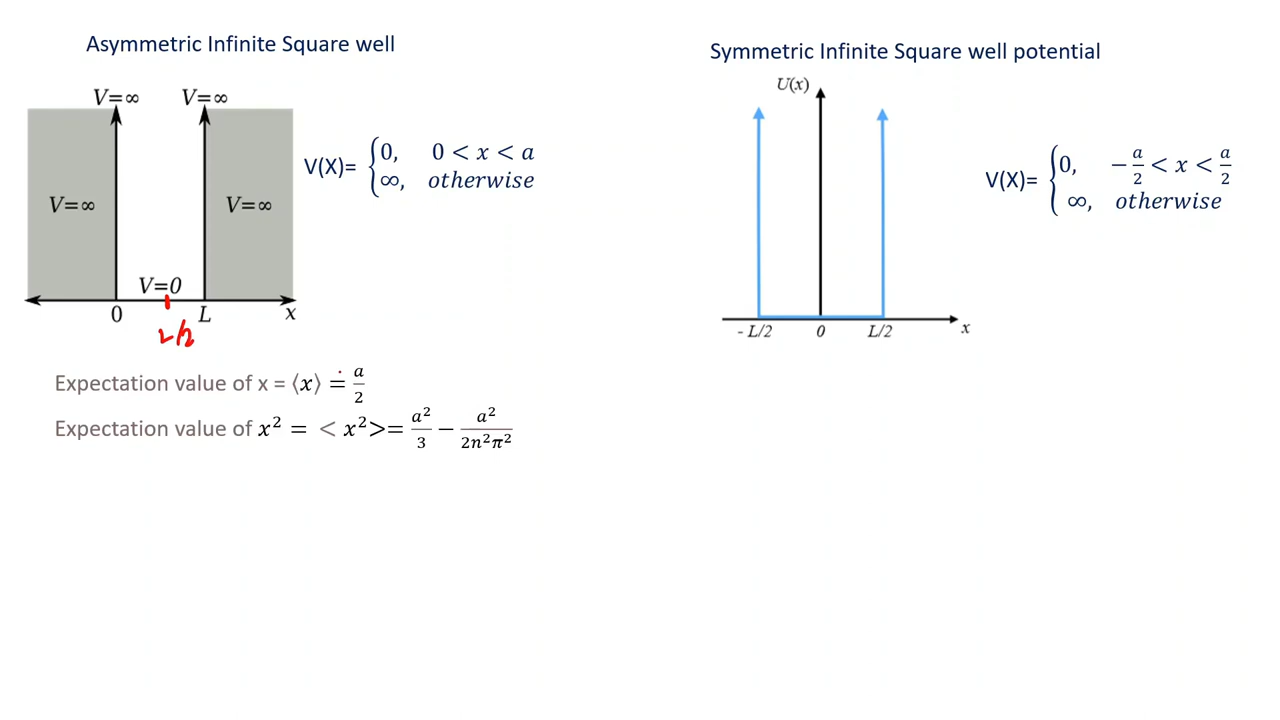 Asymmetric Infinite Square well
V=∞ V=∞
V=∞ V=∞
V=0
0 L x
L/2
V(X)= {0, 0 < x < a
∞, otherwise
Expectation value of x = ⟨x⟩ = a/2
Expectation value of x² = < x²>= a²/3 − a²/2n²π²
Symmetric Infinite Square well potential
U(x)
- L/2 0 L/2 x
V(X)= {0, −a/2 < x < a/2
∞, otherwise